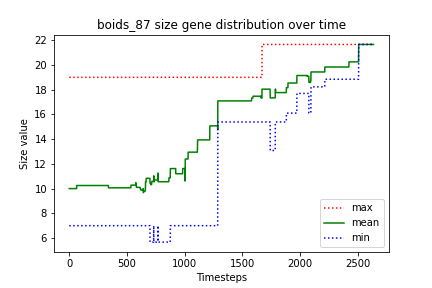 boids_87 size gene distribution over time
22
20
18
16
14
12
10
8
6
Size value
max
mean
min
0 500 1000 1500 2000 2500
Timesteps